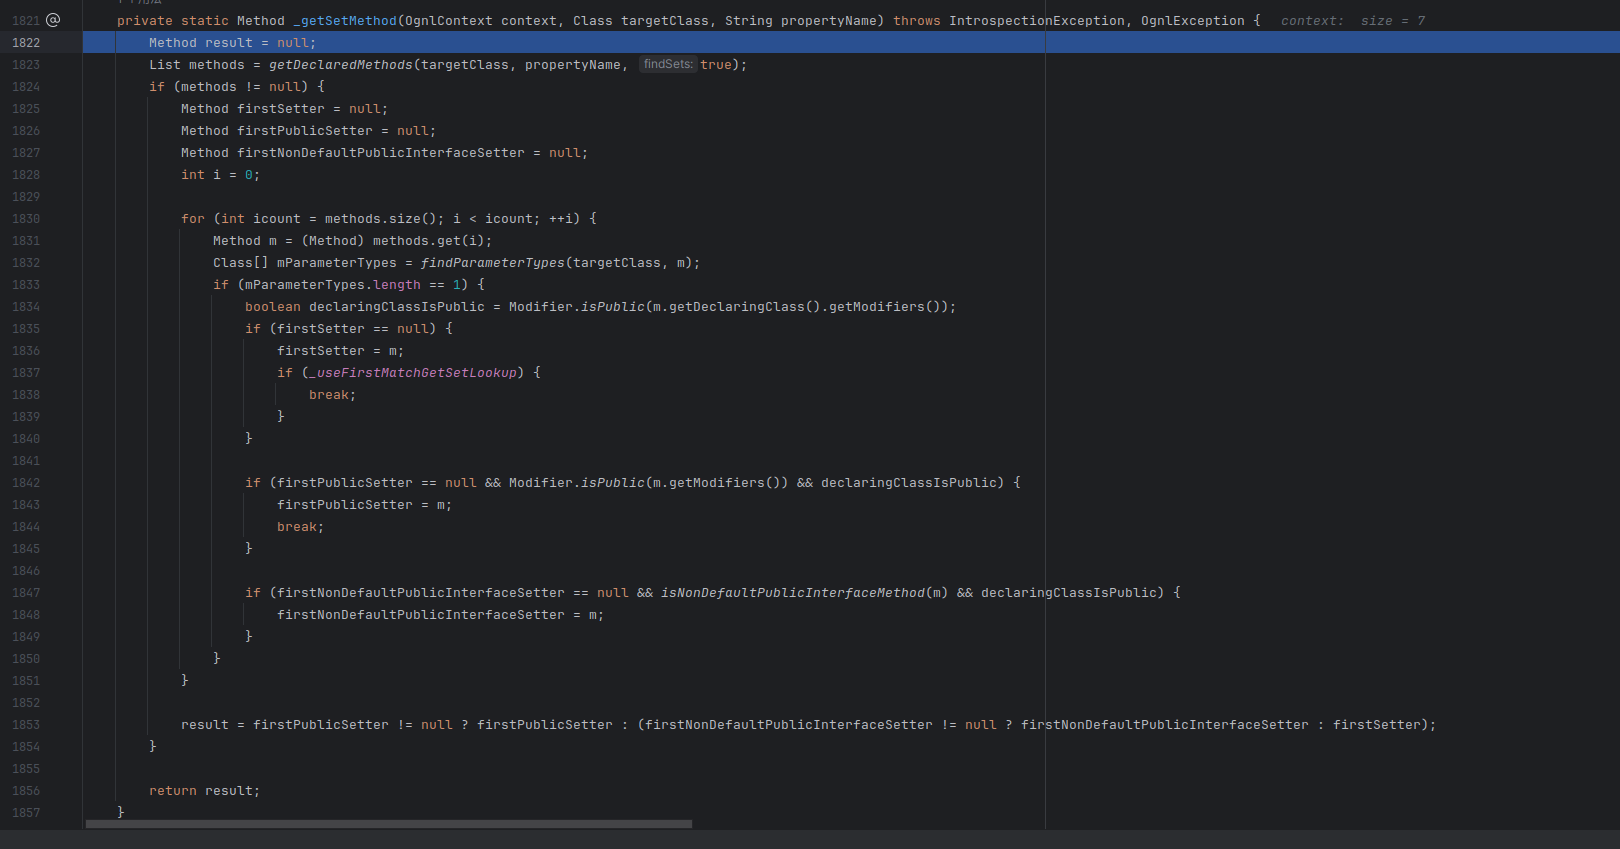 1821 @ private static Method _getSetMethod(OgnlContext context, Class targetClass, String propertyName) throws IntrospectionException, OgnlException { context: size = 7
1822 Method result = null;
1823 List methods = getDeclaredMethods(targetClass, propertyName, findSets: true);
1824 if (methods != null) {
1825 Method firstSetter = null;
1826 Method firstPublicSetter = null;
1827 Method firstNonDefaultPublicInterfaceSetter = null;
1828 int i = 0;
1829
1830 for (int icount = methods.size(); i < icount; ++i) {
1831 Method m = (Method) methods.get(i);
1832 Class[] mParameterTypes = findParameterTypes(targetClass, m);
1833 if (mParameterTypes.length == 1) {
1834 boolean declaringClassIsPublic = Modifier.isPublic(m.getDeclaringClass().getModifiers());
1835 if (firstSetter == null) {
1836 firstSetter = m;
1837 if (_useFirstMatchGetSetLookup) {
1838 break;
1839 }
1840 }
1841
1842 if (firstPublicSetter == null && Modifier.isPublic(m.getModifiers()) && declaringClassIsPublic) {
1843 firstPublicSetter = m;
1844 break;
1845 }
1846
1847 if (firstNonDefaultPublicInterfaceSetter == null && isNonDefaultPublicInterfaceMethod(m) && declaringClassIsPublic) {
1848 firstNonDefaultPublicInterfaceSetter = m;
1849 }
1850 }
1851 }
1852
1853 result = firstPublicSetter != null ? firstPublicSetter : (firstNonDefaultPublicInterfaceSetter != null ? firstNonDefaultPublicInterfaceSetter : firstSetter);
1854 }
1855
1856 return result;
1857 }